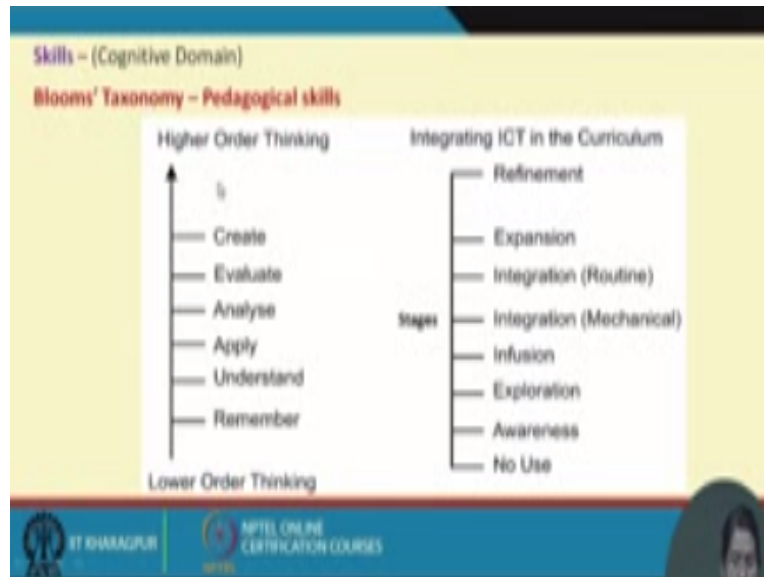 Skills – (Cognitive Domain)
Blooms' Taxonomy – Pedagogical skills
Higher Order Thinking
Create
Evaluate
Analyse
Apply
Understand
Remember
Lower Order Thinking
Integrating ICT in the Curriculum
Refinement
Expansion
Integration (Routine)
Stages
Integration (Mechanical)
Infusion
Exploration
Awareness
No Use
IIT KHARAGPUR
NPTEL ONLINE
CERTIFICATION COURSES
NPTEL